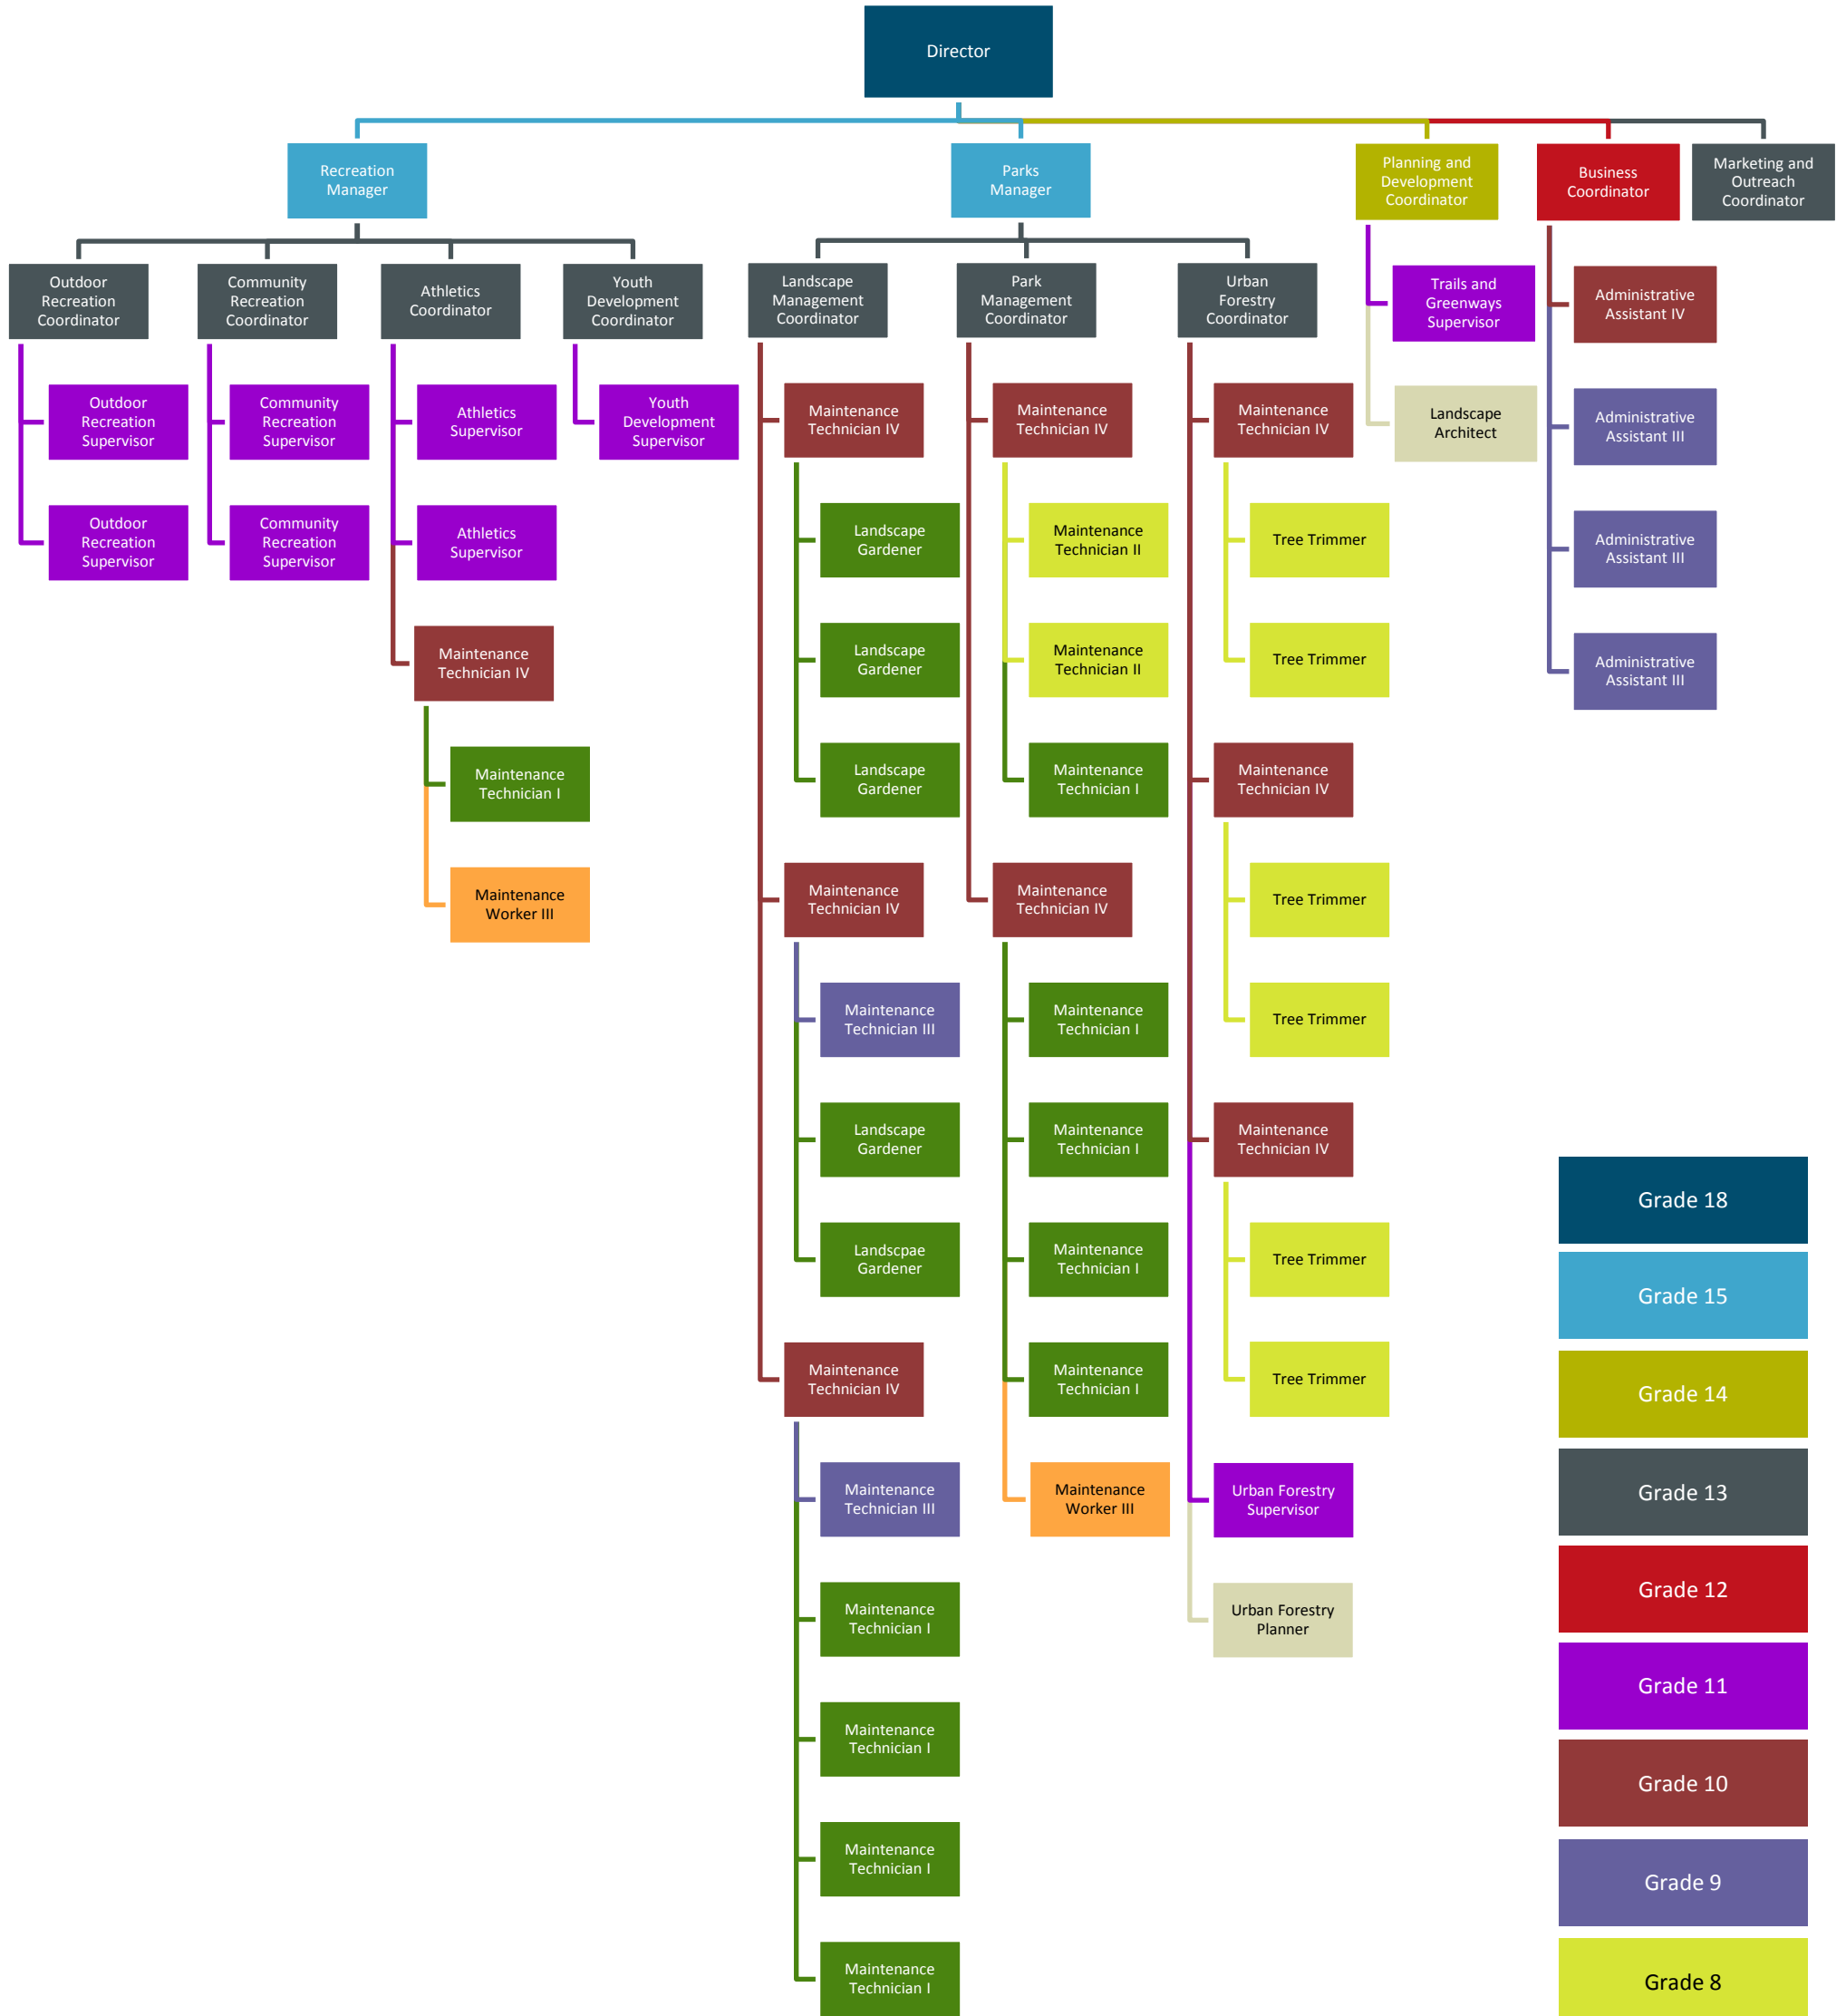 Director
Recreation
Manager
Parks
Manager
Planning and
Development
Coordinator
Business
Coordinator
Marketing and
Outreach
Coordinator
Outdoor
Recreation
Coordinator
Community
Recreation
Coordinator
Athletics
Coordinator
Youth
Development
Coordinator
Landscape
Management
Coordinator
Park
Management
Coordinator
Urban
Forestry
Coordinator
Trails and
Greenways
Supervisor
Administrative
Assistant IV
Outdoor
Recreation
Supervisor
Community
Recreation
Supervisor
Athletics
Supervisor
Youth
Development
Supervisor
Maintenance
Technician IV
Maintenance
Technician IV
Maintenance
Technician IV
Landscape
Architect
Administrative
Assistant III
Outdoor
Recreation
Supervisor
Community
Recreation
Supervisor
Athletics
Supervisor
Landscape
Gardener
Maintenance
Technician II
Tree Trimmer
Administrative
Assistant III
Maintenance
Technician IV
Landscape
Gardener
Maintenance
Technician II
Tree Trimmer
Administrative
Assistant III
Maintenance
Technician I
Landscape
Gardener
Maintenance
Technician I
Maintenance
Technician IV
Maintenance
Worker III
Maintenance
Technician IV
Maintenance
Technician IV
Tree Trimmer
Maintenance
Technician III
Maintenance
Technician I
Tree Trimmer
Landscape
Gardener
Maintenance
Technician I
Maintenance
Technician IV
Landscpae
Gardener
Maintenance
Technician I
Tree Trimmer
Maintenance
Technician IV
Maintenance
Technician I
Tree Trimmer
Maintenance
Technician III
Maintenance
Worker III
Urban Forestry
Supervisor
Maintenance
Technician I
Urban Forestry
Planner
Maintenance
Technician I
Maintenance
Technician I
Maintenance
Technician I
Grade 18
Grade 15
Grade 14
Grade 13
Grade 12
Grade 11
Grade 10
Grade 9
Grade 8